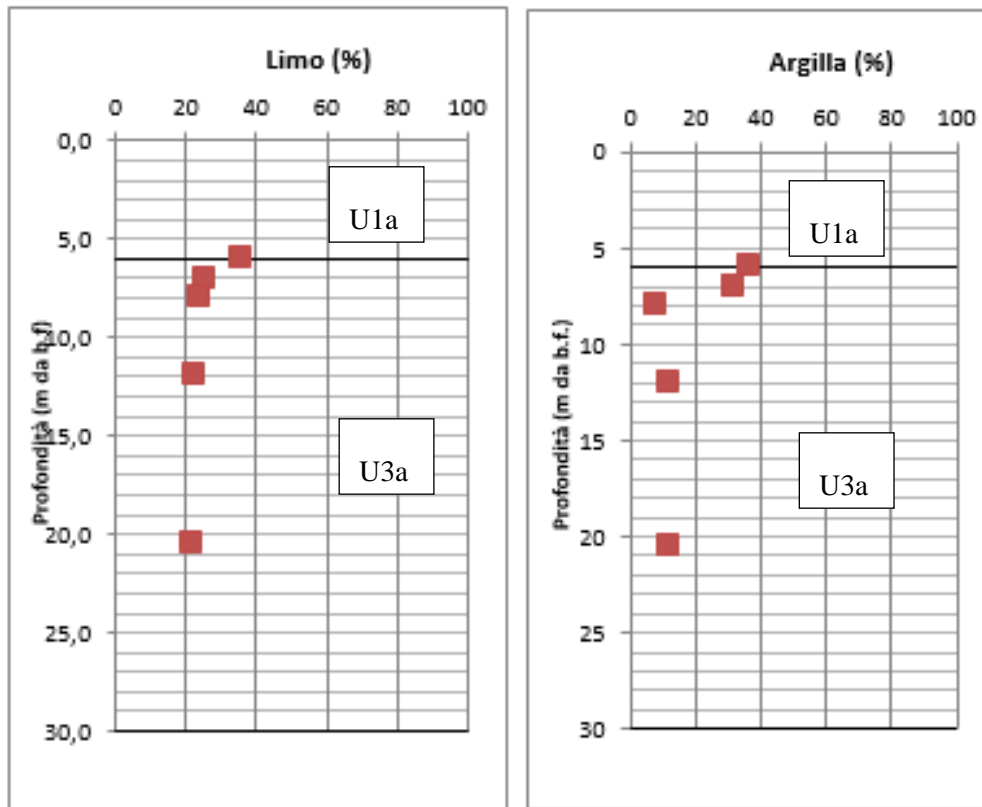 Limo (%)
0 20 40 60 80 100
0,0
5,0
10,0
15,0
20,0
25,0
30,0
Profondità (m da b.f)
U1a
U3a
Argilla (%)
0 20 40 60 80 100
0
5
10
15
20
25
30
Profondità (m da b.f.)
U1a
U3a